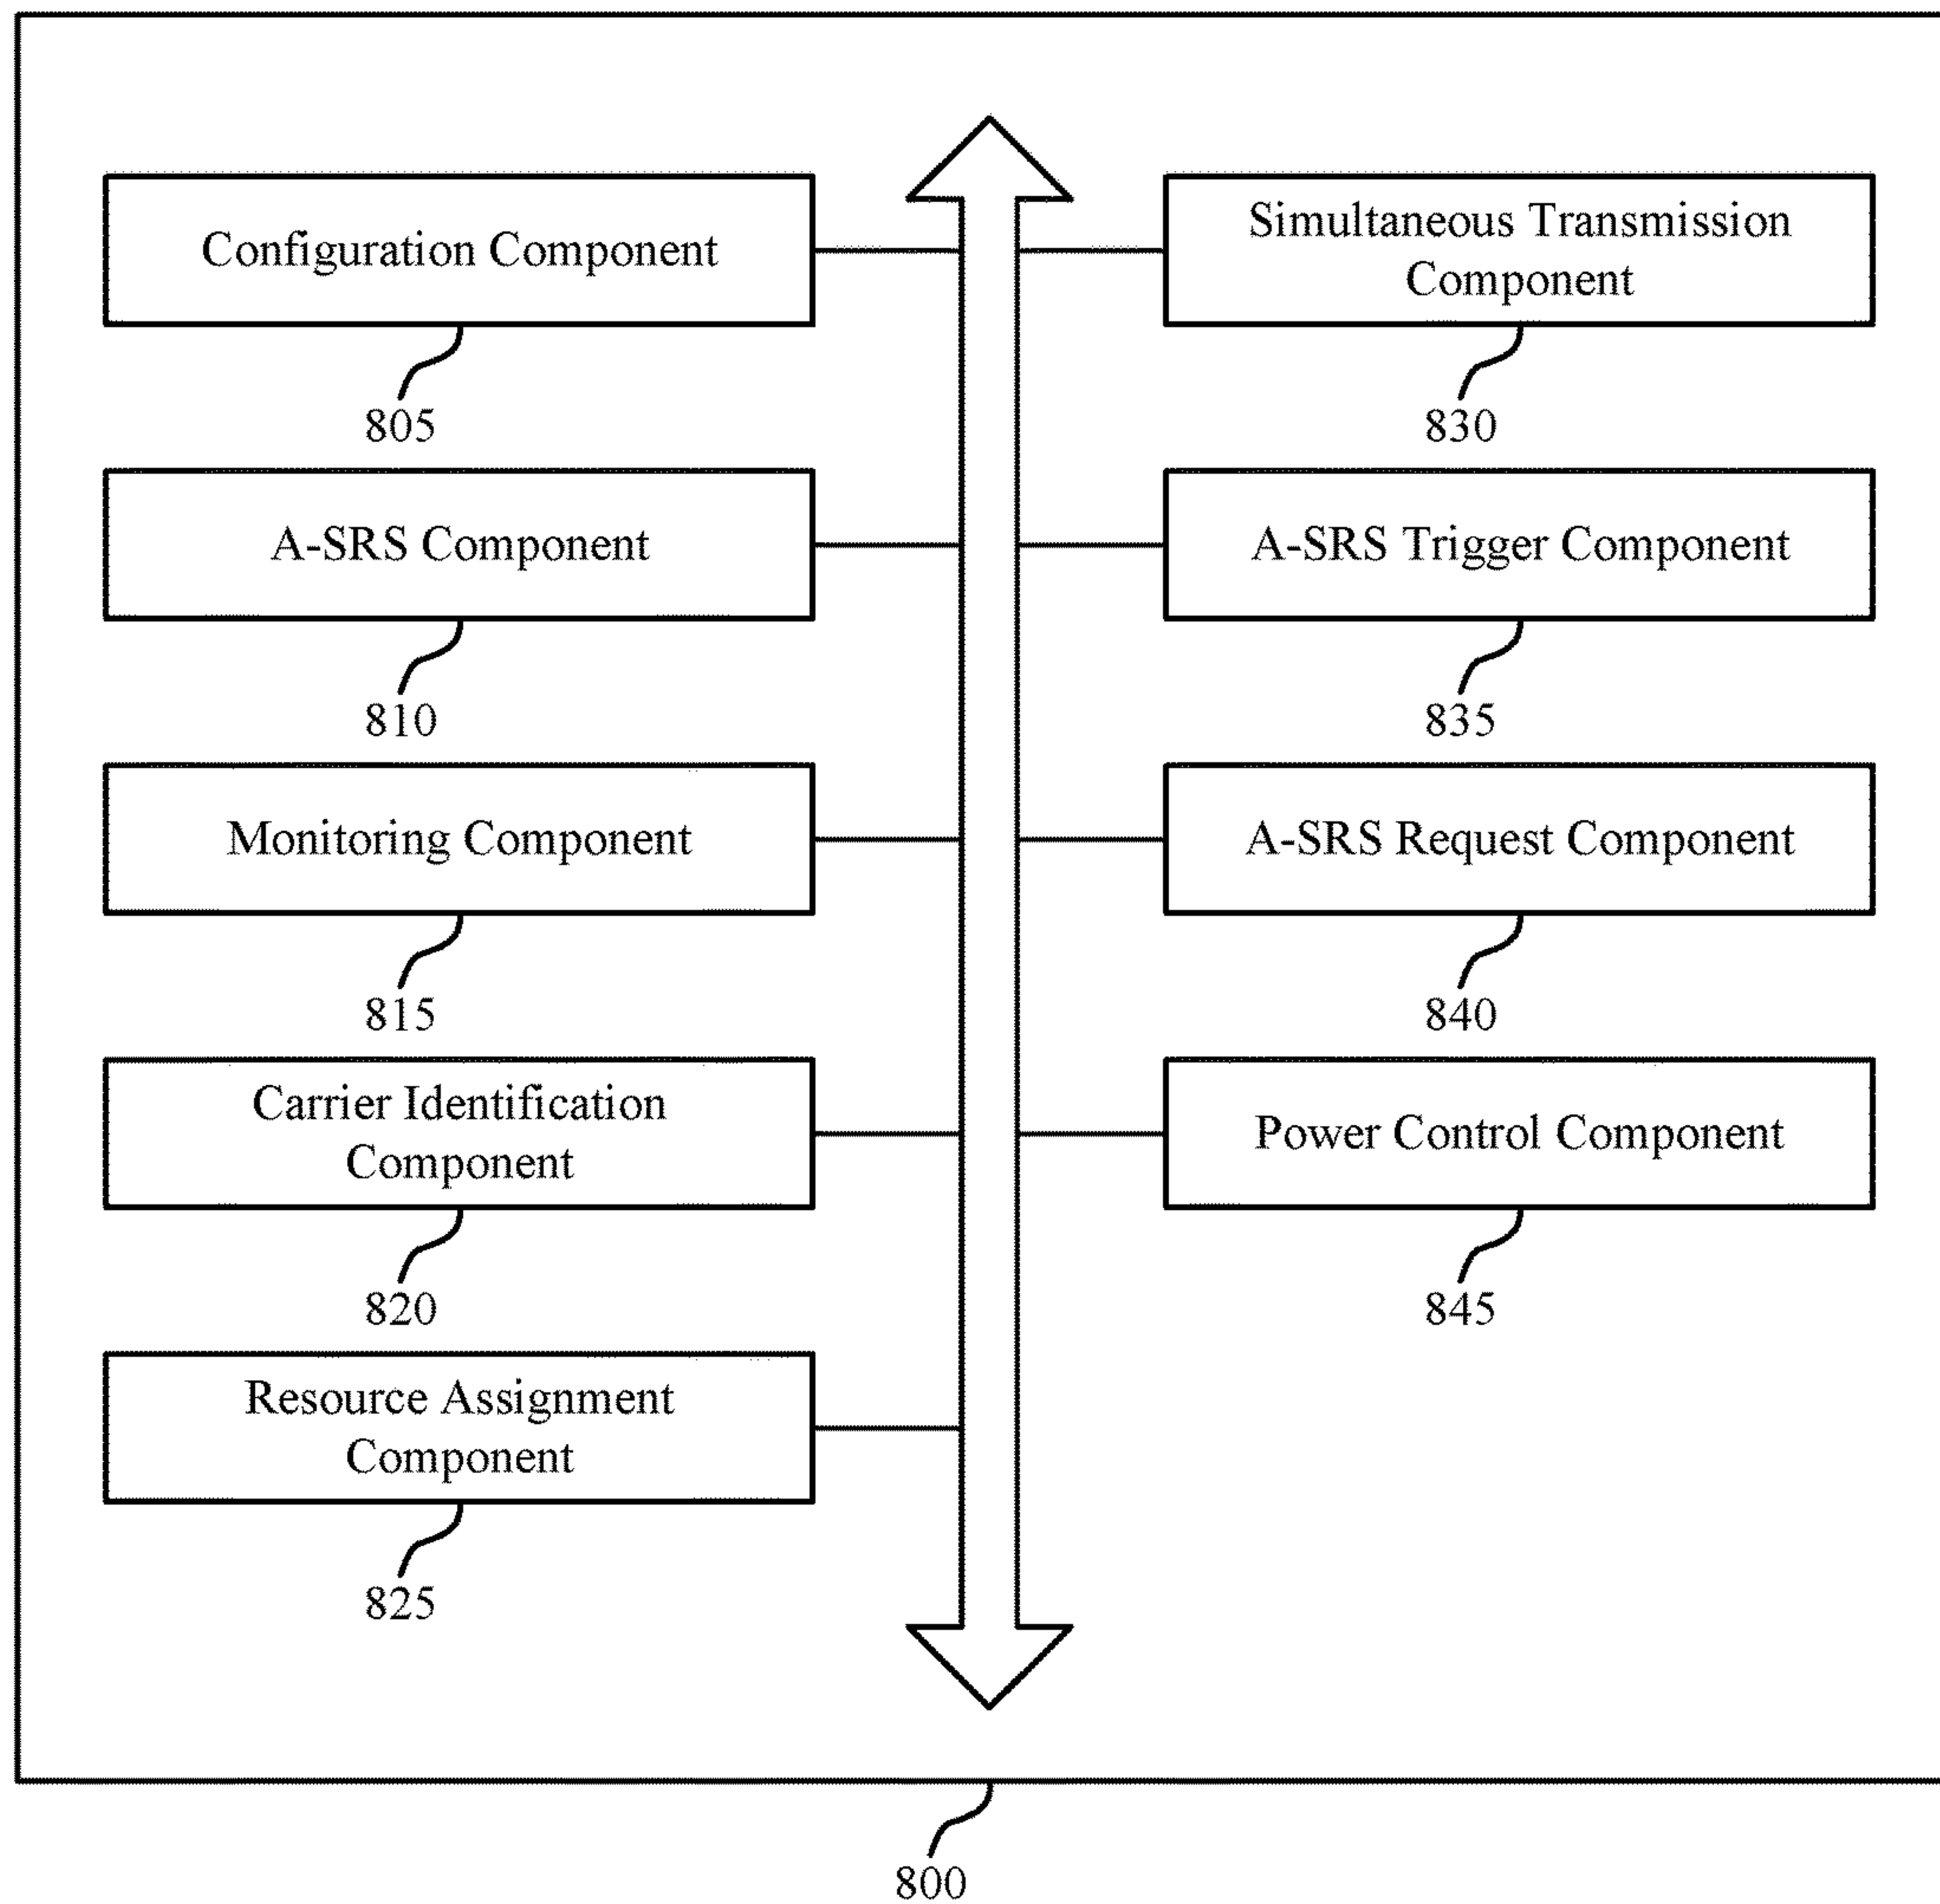 Configuration Component
805
A-SRS Component
810
Monitoring Component
815
Carrier Identification
Component
820
Resource Assignment
Component
825
Simultaneous Transmission
Component
830
A-SRS Trigger Component
835
A-SRS Request Component
840
Power Control Component
845
800